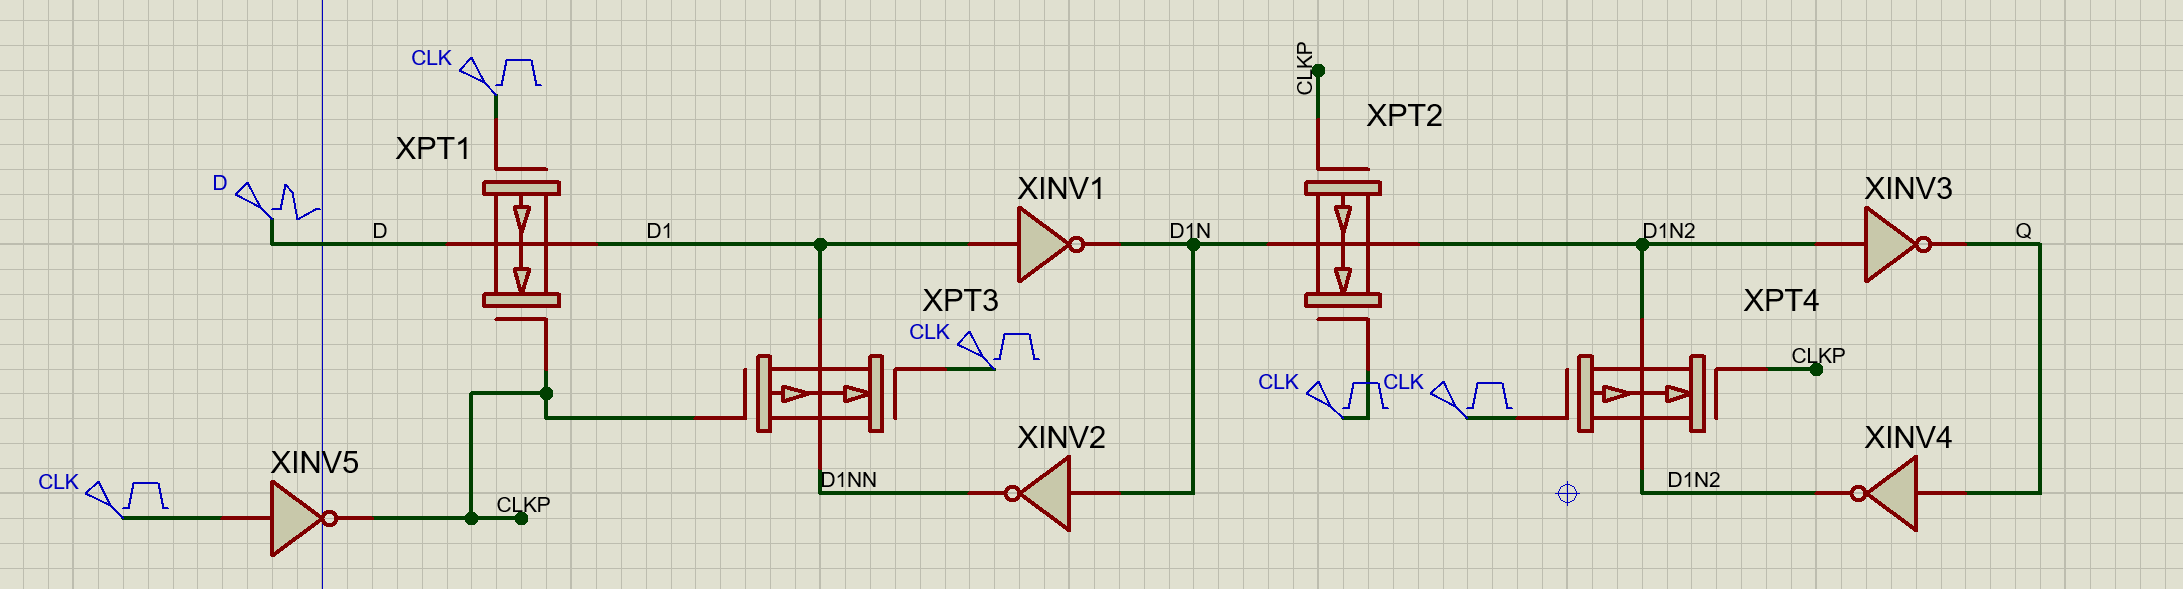 CLK
CLKP
XPT2
XPT1
D
XINV1
XINV3
D
D1
D1N
D1N2
Q
XPT3
XPT4
CLK
CLKP
CLK
CLK
XINV2
XINV4
XINV5
CLK
D1NN
D1N2
CLKP